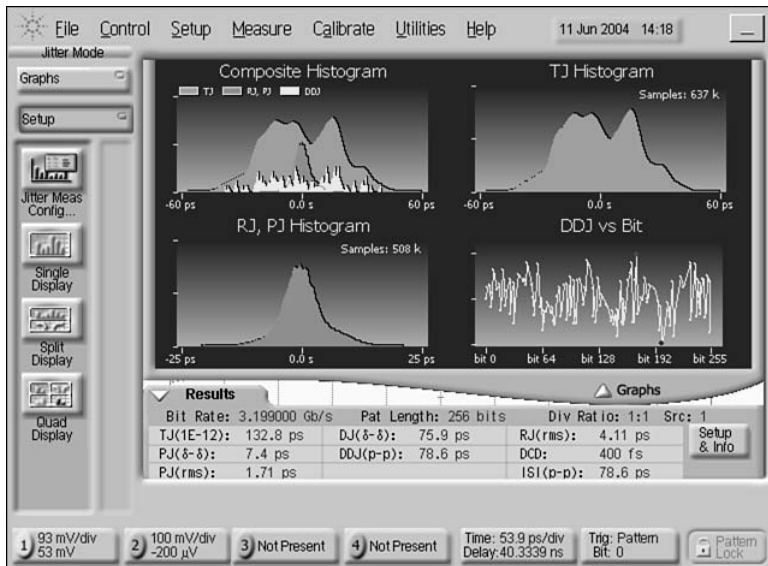 File Control Setup Measure Calibrate Utilities Help 11 Jun 2004 14:18
Jitter Mode
Graphs
Setup
Jitter Meas
Config...
Single
Display
Split
Display
Quad
Display
Composite Histogram
TJ RJ, PJ DDJ
-60 ps 0.0 s 60 ps
TJ Histogram
Samples: 637 k
-60 ps 0.0 s 60 ps
RJ, PJ Histogram
Samples: 508 k
-25 ps 0.0 s 25 ps
DDJ vs Bit
bit 0 bit 64 bit 128 bit 192 bit 255
Results
Graphs
Bit Rate: 3.199000 Gb/s Pat Length: 256 bits Div Ratio: 1:1 Src: 1
TJ(1E-12): 132.8 ps DJ(δ-δ): 75.9 ps RJ(rms): 4.11 ps
PJ(δ-δ): 7.4 ps DDJ(p-p): 78.6 ps DCD: 400 fs
PJ(rms): 1.71 ps ISI(p-p): 78.6 ps
Setup
& Info
1 93 mV/div
53 mV
2 100 mV/div
-200 µV
3 Not Present
4 Not Present
Time: 53.9 ps/div
Delay: 40.3339 ns
Trig: Pattern
Bit: 0
Pattern
Lock